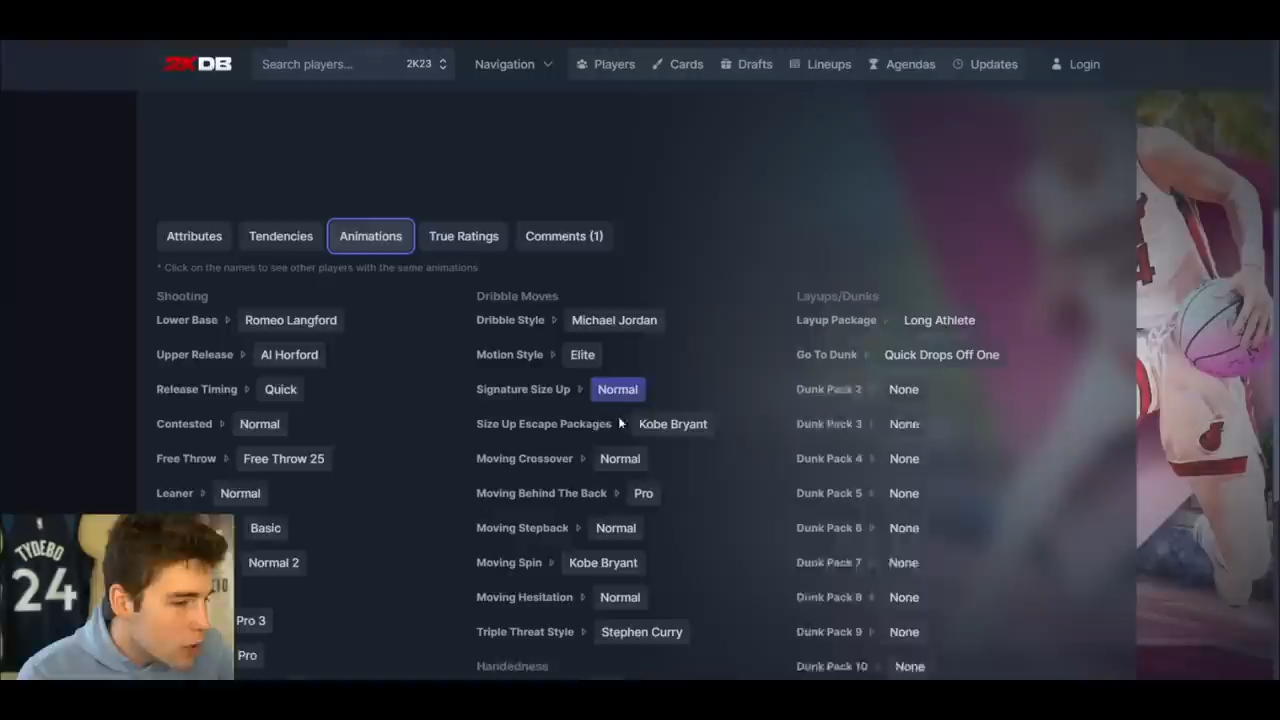 2KDB
Search players...
2K23
Navigation
Players
Cards
Drafts
Lineups
Agendas
Updates
Login
Attributes
Tendencies
Animations
True Ratings
Comments (1)
* Click on the names to see other players with the same animations
Shooting
Lower Base Romeo Langford
Upper Release Al Horford
Release Timing Quick
Contested Normal
Free Throw Free Throw 25
Leaner Normal
Basic
Normal 2
Pro 3
Pro
Dribble Moves
Dribble Style Michael Jordan
Motion Style Elite
Signature Size Up Normal
Size Up Escape Packages Kobe Bryant
Moving Crossover Normal
Moving Behind The Back Pro
Moving Stepback Normal
Moving Spin Kobe Bryant
Moving Hesitation Normal
Triple Threat Style Stephen Curry
Handedness
Layups/Dunks
Layup Package Long Athlete
Go To Dunk Quick Drops Off One
Dunk Pack 2 None
Dunk Pack 3 None
Dunk Pack 4 None
Dunk Pack 5 None
Dunk Pack 6 None
Dunk Pack 7 None
Dunk Pack 8 None
Dunk Pack 9 None
Dunk Pack 10 None
TYDEBO
24